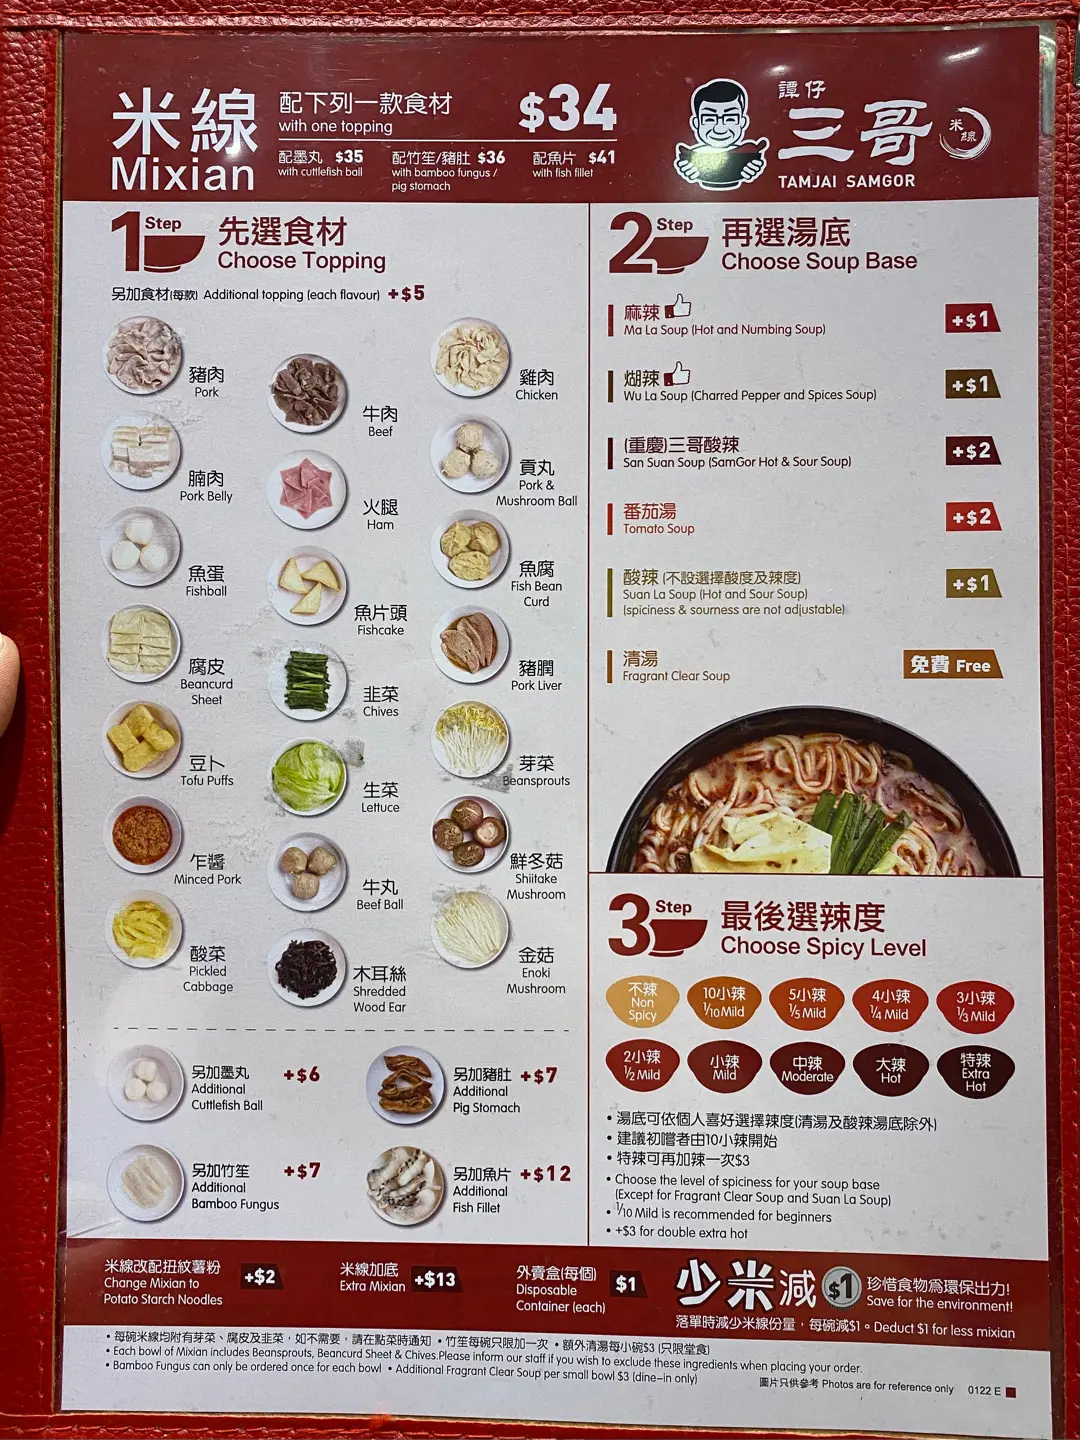 米線
Mixian
配下列一款食材
with one topping
$34
配墨丸 $35
with cuttlefish ball
配竹笙/豬肚 $36
with bamboo fungus /
pig stomach
配魚片 $41
with fish fillet
譚仔
三哥
米線
TAMJAI SAMGOR
1 Step
先選食材
Choose Topping
另加食材(每款) Additional topping (each flavour) +$5
豬肉
Pork
牛肉
Beef
雞肉
Chicken
腩肉
Pork Belly
火腿
Ham
貢丸
Pork &
Mushroom Ball
魚蛋
Fishball
魚片頭
Fishcake
魚腐
Fish Bean
Curd
腐皮
Beancurd
Sheet
韭菜
Chives
豬膶
Pork Liver
豆卜
Tofu Puffs
生菜
Lettuce
芽菜
Beansprouts
炸醬
Minced Pork
牛丸
Beef Ball
鮮冬菇
Shiitake
Mushroom
酸菜
Pickled
Cabbage
木耳絲
Shredded
Wood Ear
金菇
Enoki
Mushroom
另加墨丸 +$6
Additional
Cuttlefish Ball
另加豬肚 +$7
Additional
Pig Stomach
另加竹笙 +$7
Additional
Bamboo Fungus
另加魚片 +$12
Additional
Fish Fillet
2 Step
再選湯底
Choose Soup Base
麻辣
Ma La Soup (Hot and Numbing Soup)
+$1
煳辣
Wu La Soup (Charred Pepper and Spices Soup)
+$1
(重慶)三哥酸辣
San Suan Soup (SamGor Hot & Sour Soup)
+$2
番茄湯
Tomato Soup
+$2
酸辣 (不設選擇酸度及辣度)
Suan La Soup (Hot and Sour Soup)
(spiciness & sourness are not adjustable)
+$1
清湯
Fragrant Clear Soup
免費 Free
3 Step
最後選辣度
Choose Spicy Level
不辣
Non
Spicy
10小辣
1/10 Mild
5小辣
1/5 Mild
4小辣
1/4 Mild
3小辣
1/3 Mild
2小辣
1/2 Mild
小辣
Mild
中辣
Moderate
大辣
Hot
特辣
Extra
Hot
• 湯底可依個人喜好選擇辣度(清湯及酸辣湯底除外)
• 建議初嚐者由10小辣開始
• 特辣可再加辣一次$3
• Choose the level of spiciness for your soup base
(Except for Fragrant Clear Soup and Suan La Soup)
• 1/10 Mild is recommended for beginners
• +$3 for double extra hot
米線改配扭紋薯粉
Change Mixian to
Potato Starch Noodles
+$2
米線加底
Extra Mixian
+$13
外賣盒(每個)
Disposable
Container (each)
$1
少米減 $1
珍惜食物為環保出力!
Save for the environment!
落單時減少米線份量，每碗減$1。Deduct $1 for less mixian
• 每碗米線均附有芽菜、腐皮及韭菜，如不需要，請在點菜時通知 • 竹笙每碗只限加一次 • 額外清湯每小碗$3 (只限堂食)
• Each bowl of Mixian includes Beansprouts, Beancurd Sheet & Chives.Please inform our staff if you wish to exclude these ingredients when placing your order.
• Bamboo Fungus can only be ordered once for each bowl • Additional Fragrant Clear Soup per small bowl $3 (dine-in only)
圖片只供參考 Photos are for reference only 0122 E